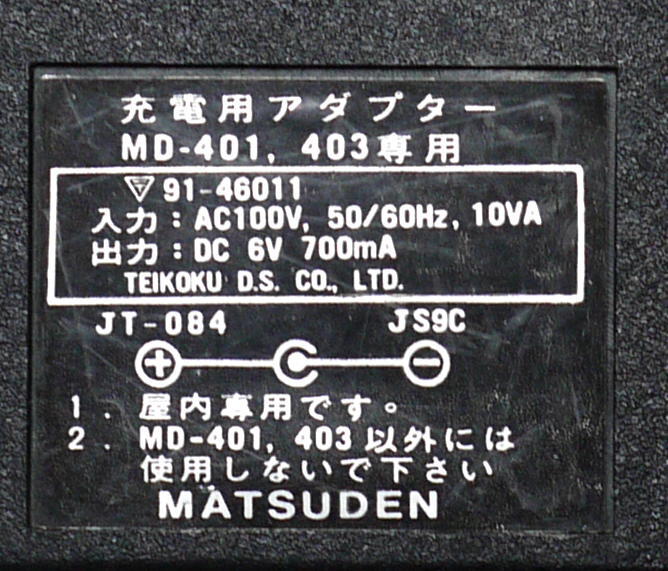 充電用アダプター
MD-401, 403専用
▽ 91-46011
入力：AC100V, 50/60Hz, 10VA
出力：DC 6V 700mA
TEIKOKU D.S. CO., LTD.
JT-084 JS9C
1．屋内専用です。
2．MD-401, 403以外には
使用しないで下さい
MATSUDEN